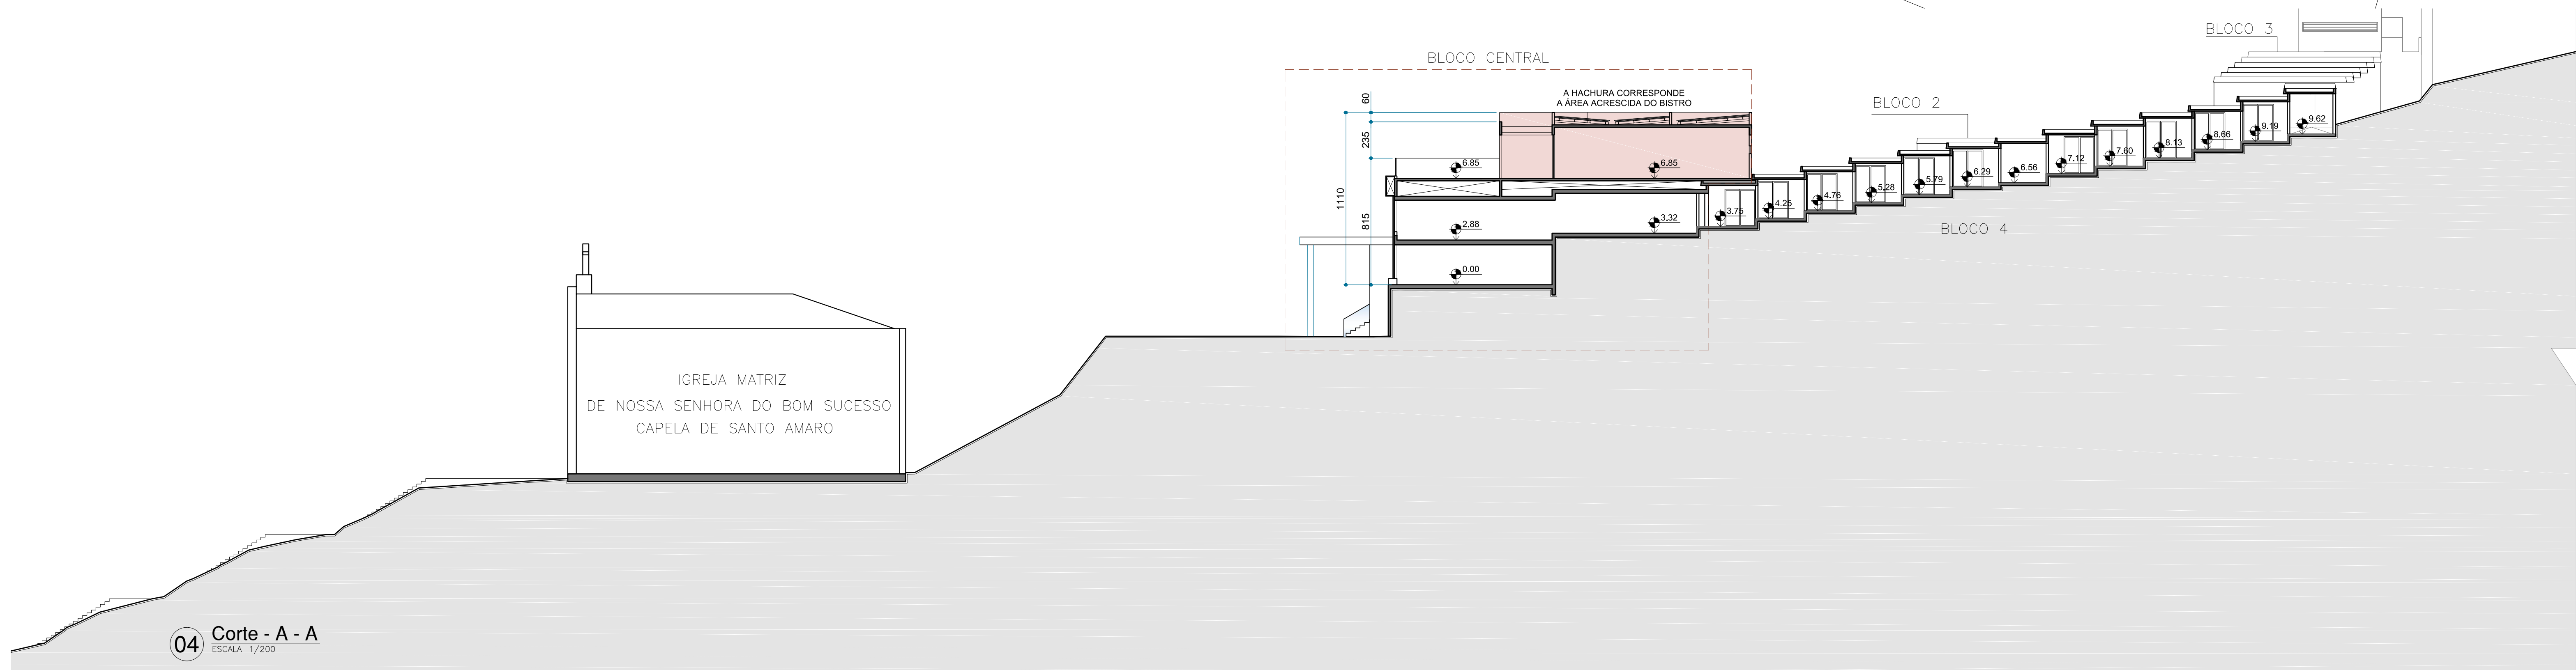 BLOCO 3
BLOCO CENTRAL
A HACHURA CORRESPONDE
A ÁREA ACRESCIDA DO BISTRO
BLOCO 2
60
235
1110
815
6.85
6.85
2.88
3.32
0.00
3.75
4.25
4.76
5.28
5.79
6.29
6.56
7.12
7.60
8.13
8.66
9.19
9.62
BLOCO 4
IGREJA MATRIZ
DE NOSSA SENHORA DO BOM SUCESSO
CAPELA DE SANTO AMARO
04
Corte - A - A
ESCALA 1/200